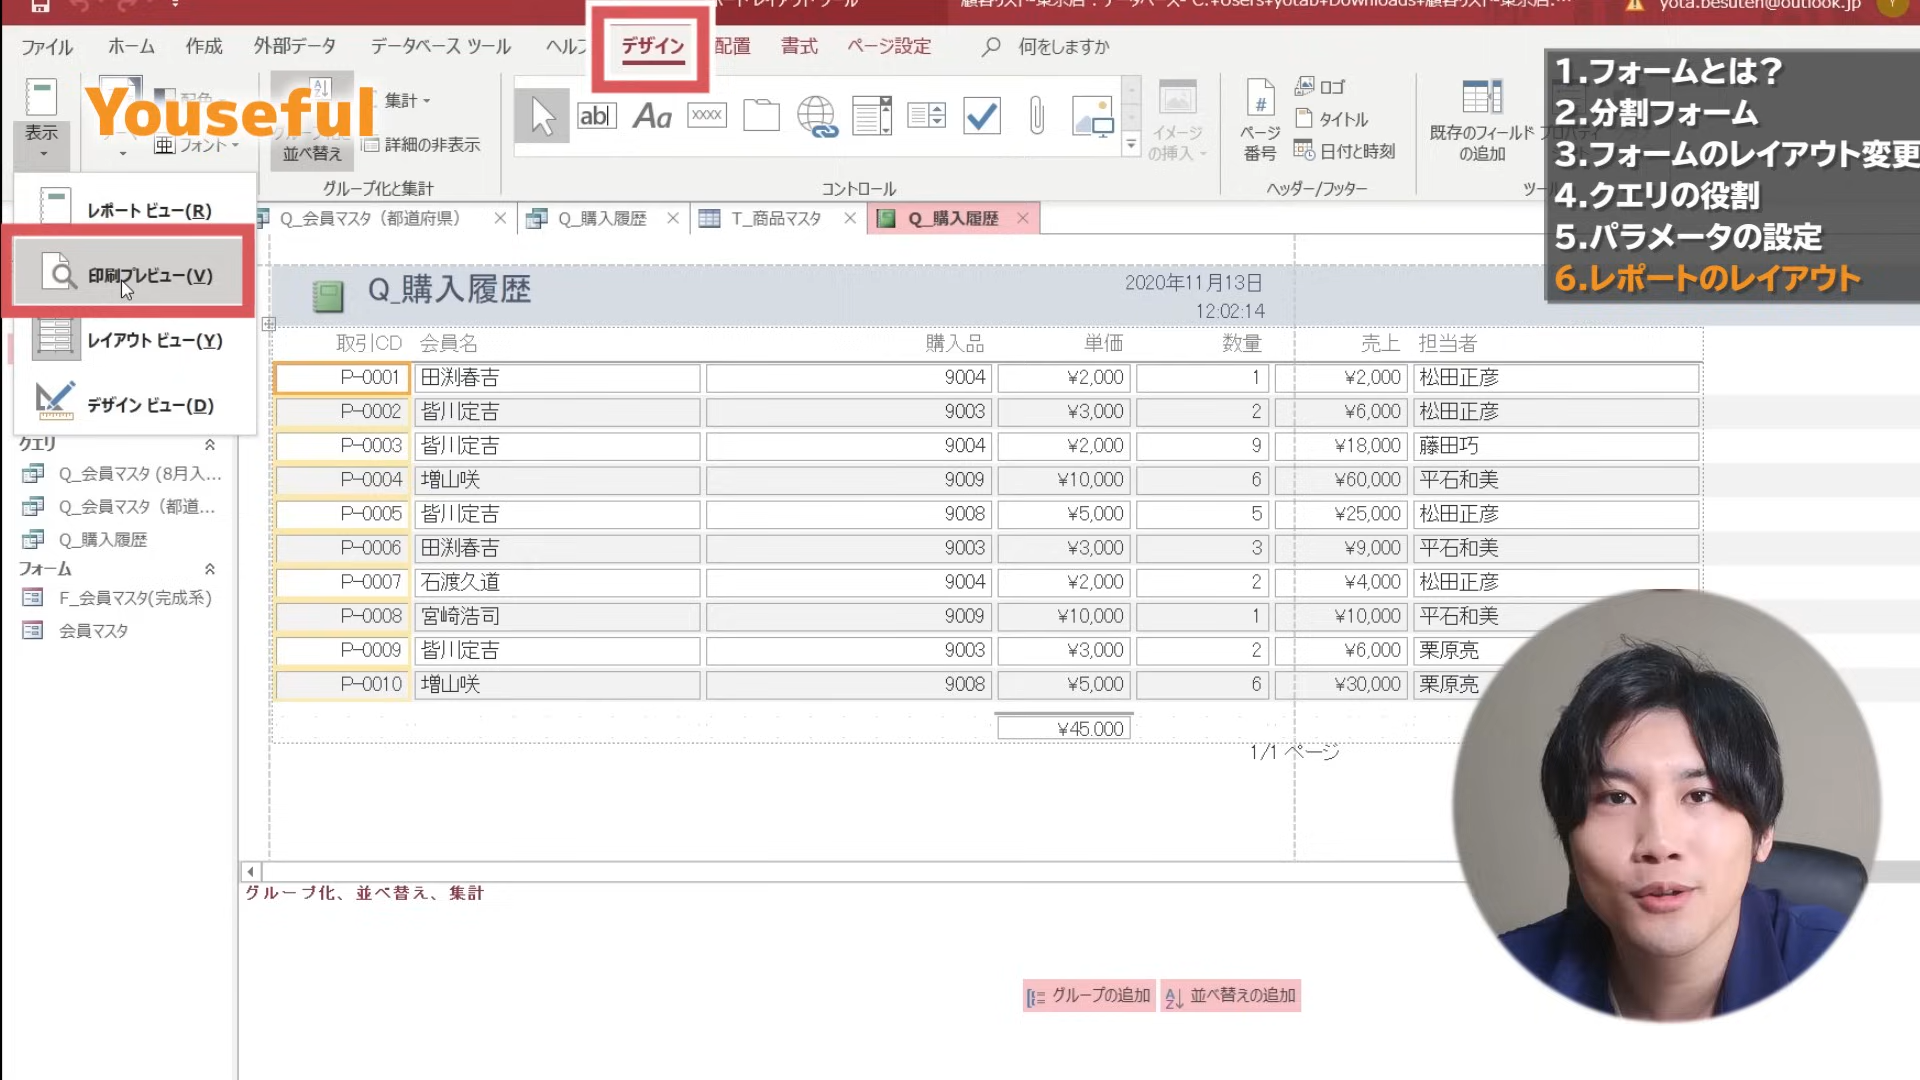 yota.besuten@outlook.jp
ファイル ホーム 作成 外部データ データベース ツール ヘルプ デザイン 配置 書式 ページ設定 何をしますか
Youseful
表示
配色
フォント
並べ替え
集計
詳細の非表示
グループ化と集計
コントロール
イメージの挿入
ページ番号
ロゴ
タイトル
日付と時刻
ヘッダー/フッター
既存のフィールドの追加
1.フォームとは?
2.分割フォーム
3.フォームのレイアウト変更
4.クエリの役割
5.パラメータの設定
6.レポートのレイアウト
レポート ビュー(R)
印刷プレビュー(V)
レイアウト ビュー(Y)
デザイン ビュー(D)
クエリ
Q_会員マスタ (8月入...
Q_会員マスタ（都道...
Q_購入履歴
フォーム
F_会員マスタ(完成系)
会員マスタ
Q_会員マスタ（都道府県） Q_購入履歴 T_商品マスタ Q_購入履歴
Q_購入履歴
2020年11月13日
12:02:14
取引CD 会員名 購入品 単価 数量 売上 担当者
P-0001 田渕春吉 9004 ¥2,000 1 ¥2,000 松田正彦
P-0002 皆川定吉 9003 ¥3,000 2 ¥6,000 松田正彦
P-0003 皆川定吉 9004 ¥2,000 9 ¥18,000 藤田巧
P-0004 増山咲 9009 ¥10,000 6 ¥60,000 平石和美
P-0005 皆川定吉 9008 ¥5,000 5 ¥25,000 松田正彦
P-0006 田渕春吉 9003 ¥3,000 3 ¥9,000 平石和美
P-0007 石渡久道 9004 ¥2,000 2 ¥4,000 松田正彦
P-0008 宮崎浩司 9009 ¥10,000 1 ¥10,000 平石和美
P-0009 皆川定吉 9003 ¥3,000 2 ¥6,000 栗原亮
P-0010 増山咲 9008 ¥5,000 6 ¥30,000 栗原亮
¥45,000
1/1 ページ
グループ化、並べ替え、集計
グループの追加 並べ替えの追加